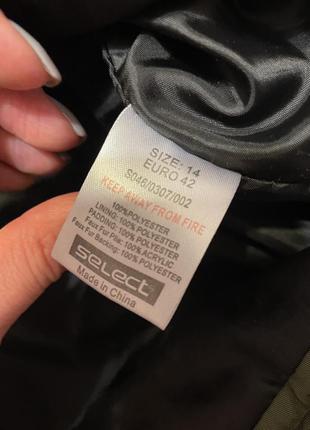 SIZE: 14
EURO 42
S046/0307/002
KEEP AWAY FROM FIRE
100%POLYESTER
LINING: 100% POLYESTER
PADDING: 100% POLYESTER
Faux Fur Pile: 100% ACRYLIC
Faux Fur Backing: 100% POLYESTER
select
Made in China